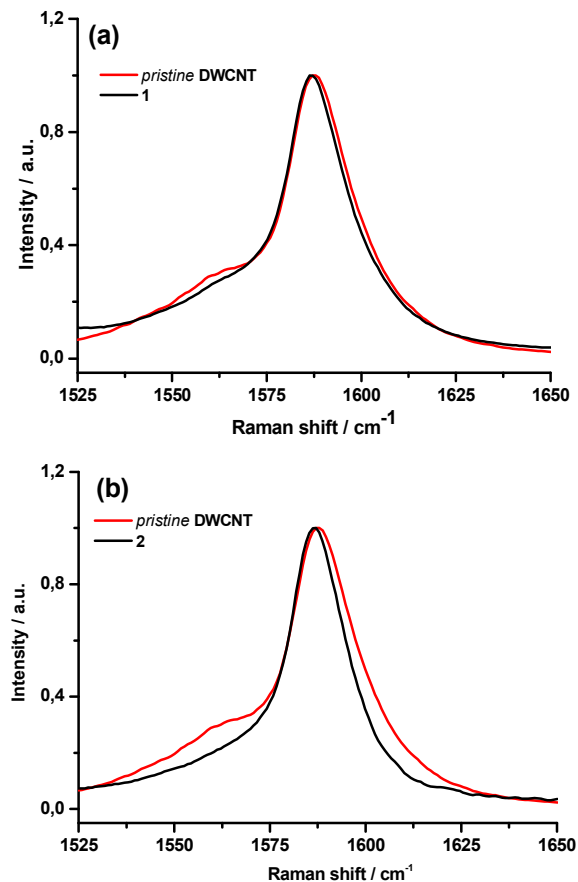 (a)
pristine DWCNT
1
Intensity / a.u.
1,2
0,8
0,4
0,0
1525 1550 1575 1600 1625 1650
Raman shift / cm-1
(b)
pristine DWCNT
2
Intensity / a.u.
1,2
0,8
0,4
0,0
1525 1550 1575 1600 1625 1650
Raman shift / cm-1